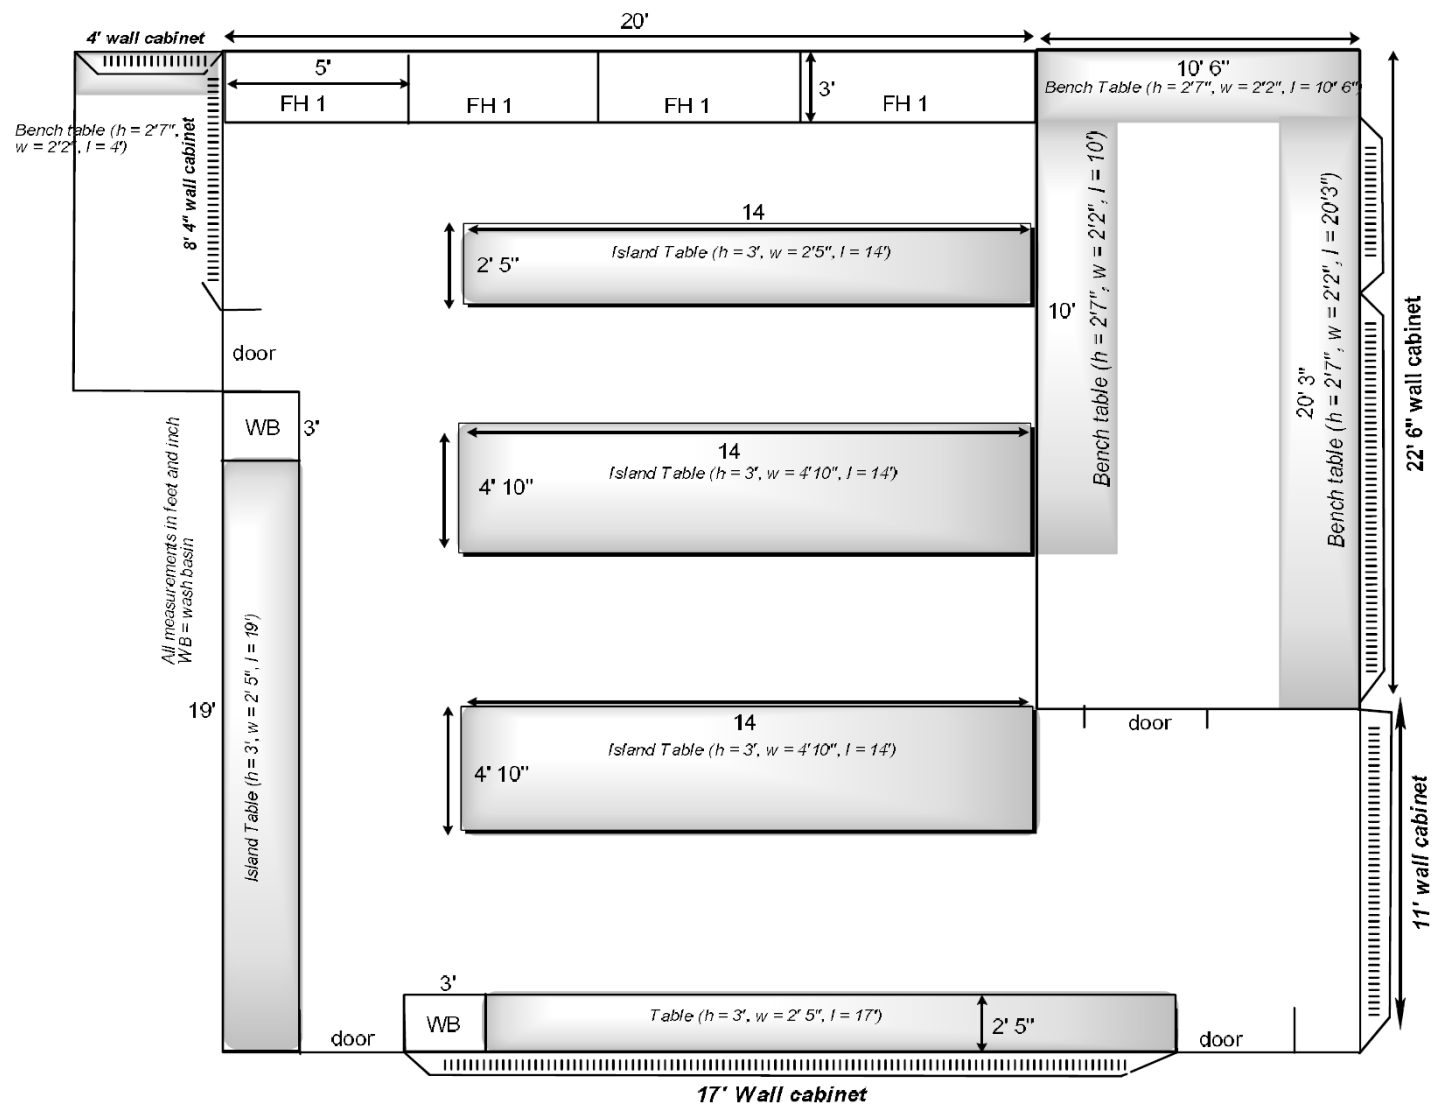 20'
4' wall cabinet
5'
3'
10' 6"
FH 1
FH 1
FH 1
FH 1
Bench Table (h = 2'7", w = 2'2", l = 10' 6")
Bench table (h = 2'7",
w = 2'2", l = 4')
8' 4" wall cabinet
14
Island Table (h = 3', w = 2'5", l = 14')
2' 5"
10'
Bench table (h = 2'7", w = 2'2", l = 10')
20' 3"
Bench table (h = 2'7", w = 2'2", l = 20'3")
22' 6" wall cabinet
door
WB
3'
All measurements in feet and inch
WB = wash basin
14
Island Table (h = 3', w = 4'10", l = 14')
4' 10"
19'
Island Table (h = 3', w = 2' 5", l = 19')
14
Island Table (h = 3', w = 4'10", l = 14')
4' 10"
door
11' wall cabinet
3'
WB
Table (h = 3', w = 2' 5", l = 17')
2' 5"
door
door
17' Wall cabinet